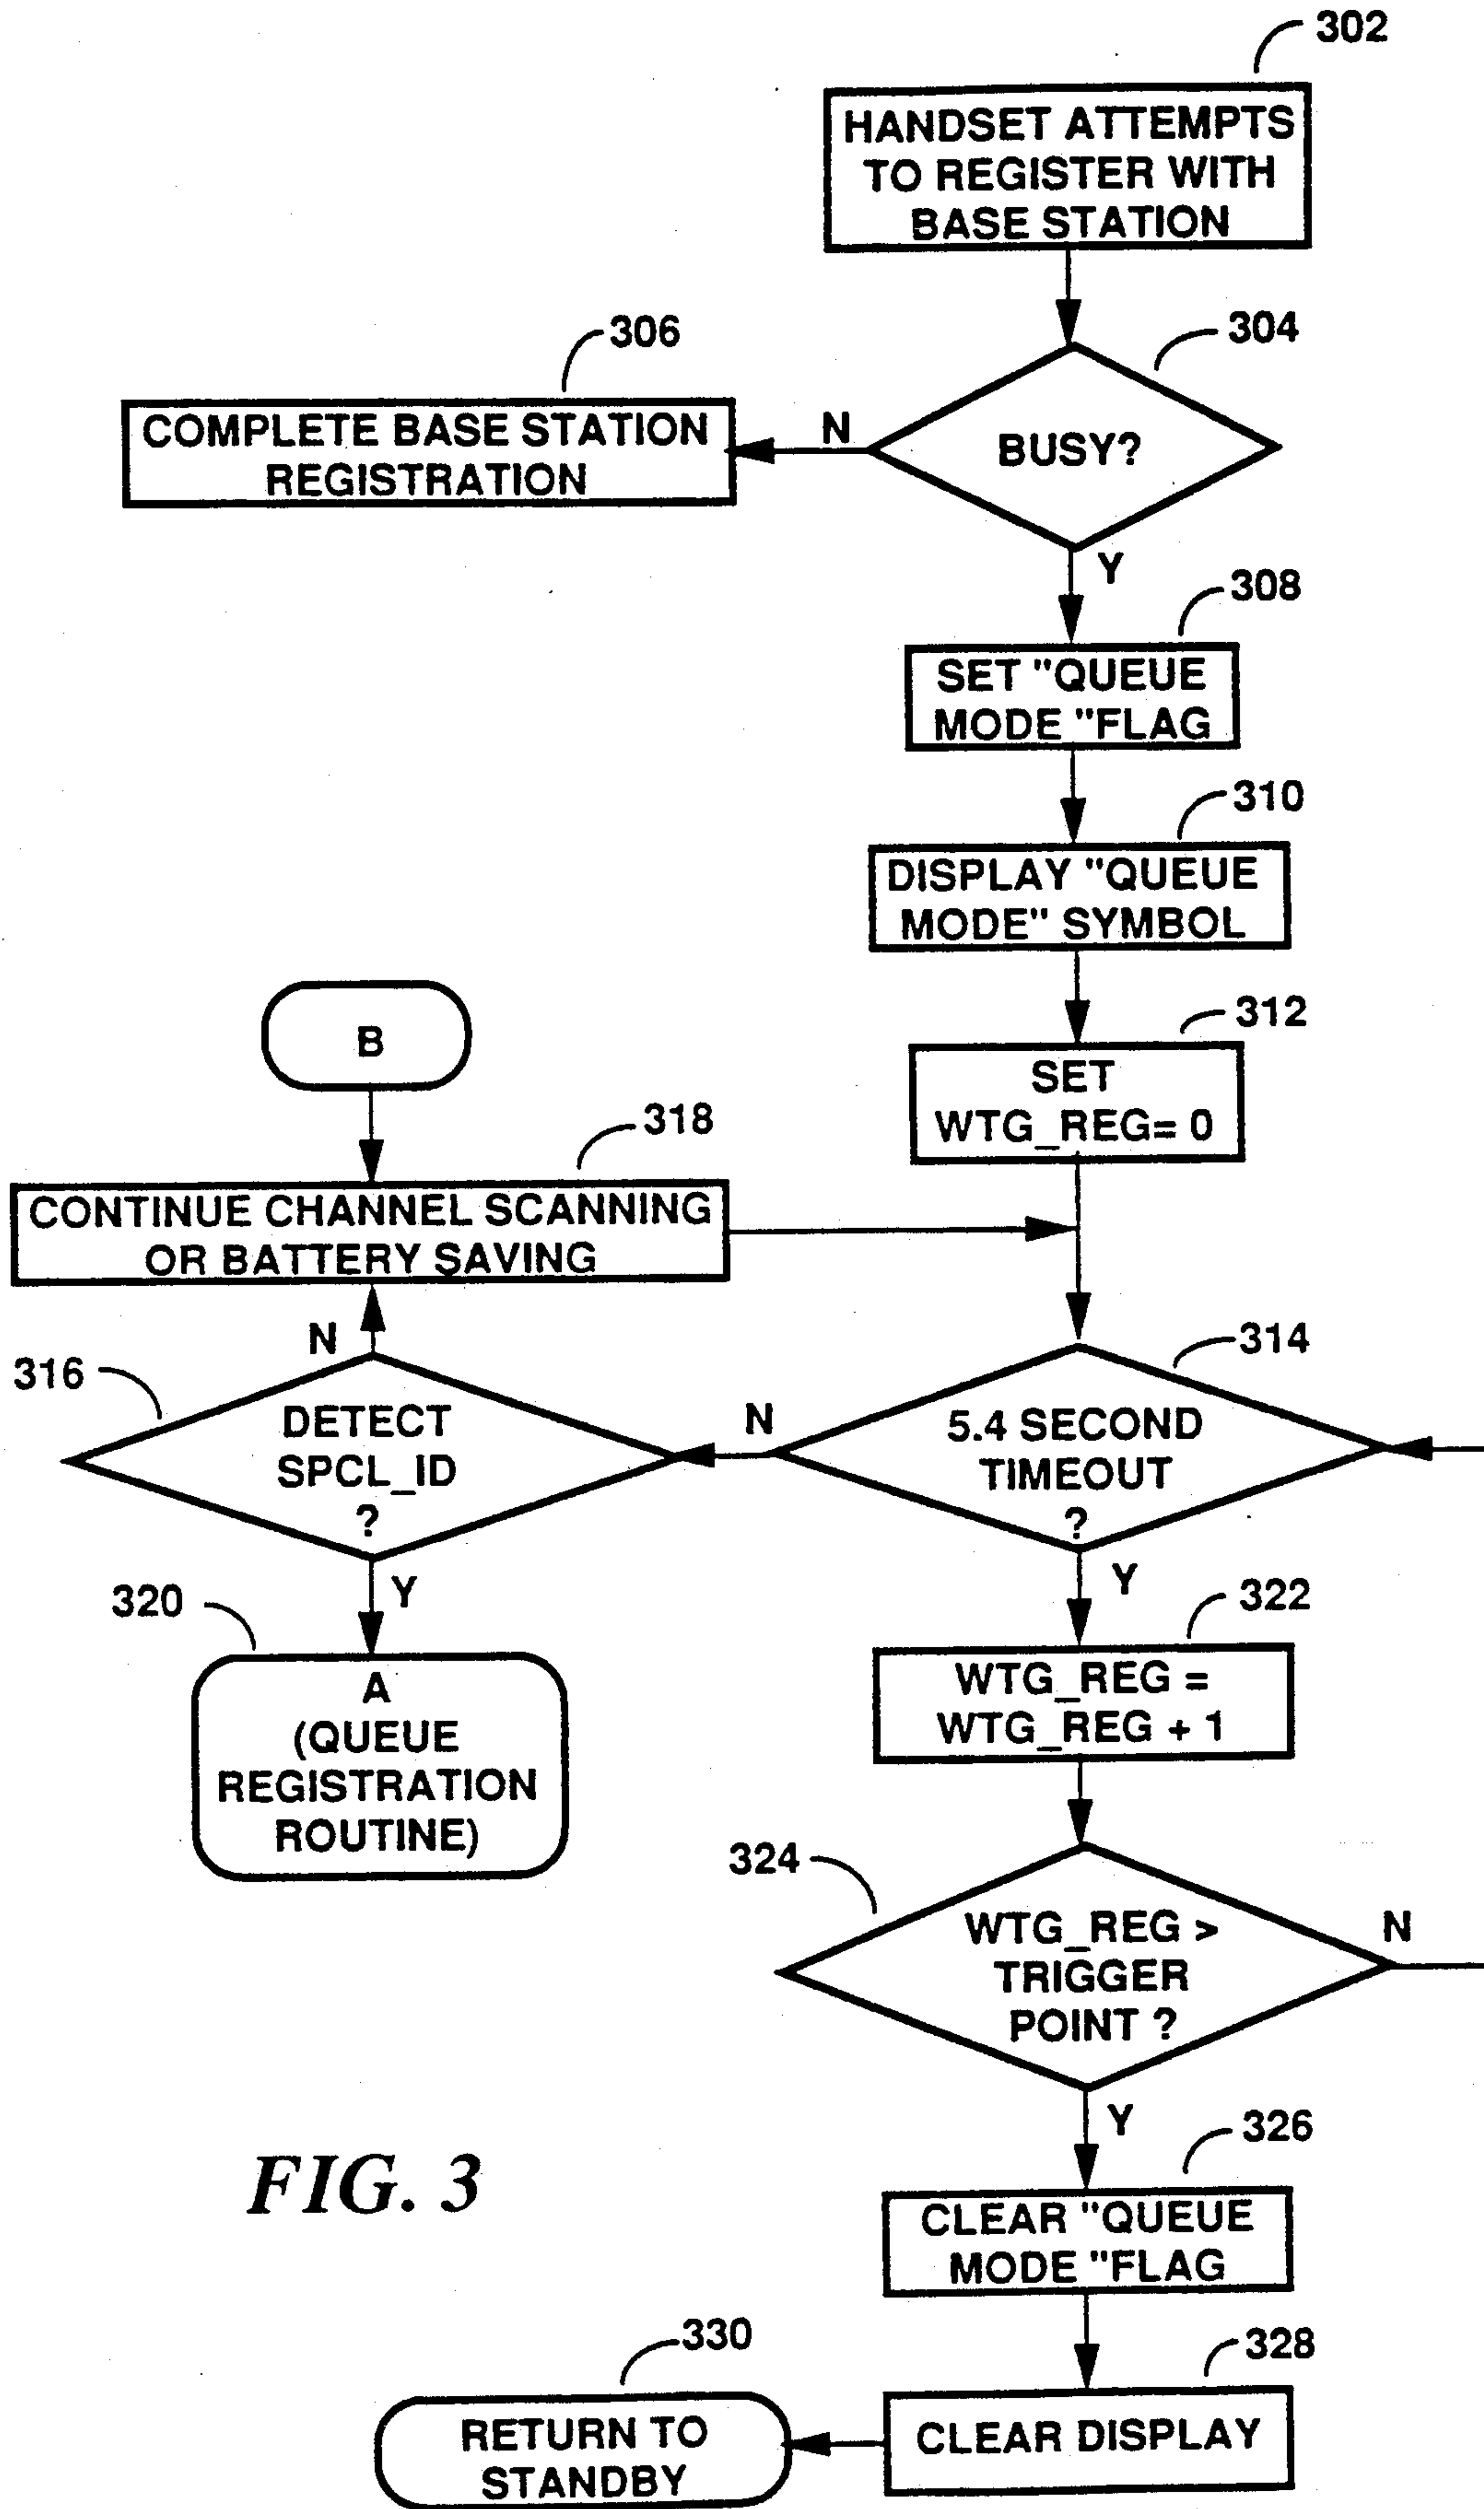 302
HANDSET ATTEMPTS
TO REGISTER WITH
BASE STATION
304
306
BUSY?
N
COMPLETE BASE STATION
REGISTRATION
Y
308
SET "QUEUE
MODE "FLAG
310
DISPLAY "QUEUE
MODE" SYMBOL
312
SET
WTG_REG= 0
B
318
CONTINUE CHANNEL SCANNING
OR BATTERY SAVING
N
314
316
5.4 SECOND
TIMEOUT
?
N
DETECT
SPCL_ID
?
Y
320
A
(QUEUE
REGISTRATION
ROUTINE)
Y
322
WTG_REG =
WTG_REG + 1
324
WTG_REG >
TRIGGER
POINT ?
N
Y
326
CLEAR "QUEUE
MODE "FLAG
328
CLEAR DISPLAY
330
RETURN TO
STANDBY
FIG. 3